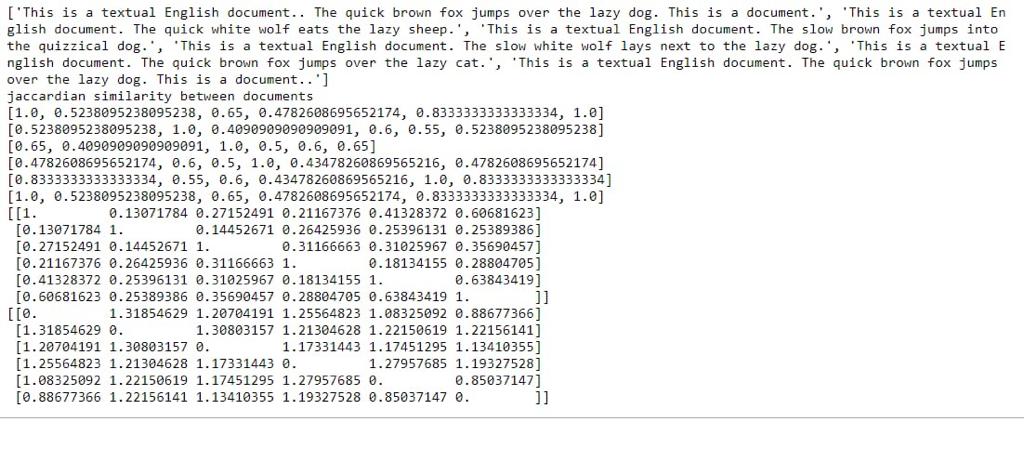 ['This is a textual English document.. The quick brown fox jumps over the lazy dog. This is a document.', 'This is a textual En
glish document. The quick white wolf eats the lazy sheep.', 'This is a textual English document. The slow brown fox jumps into
the quizzical dog.', 'This is a textual English document. The slow white wolf lays next to the lazy dog.', 'This is a textual E
nglish document. The quick brown fox jumps over the lazy cat.', 'This is a textual English document. The quick brown fox jumps
over the lazy dog. This is a document..']
jaccardian similarity between documents
[1.0, 0.5238095238095238, 0.65, 0.4782608695652174, 0.8333333333333334, 1.0]
[0.5238095238095238, 1.0, 0.4090909090909091, 0.6, 0.55, 0.5238095238095238]
[0.65, 0.4090909090909091, 1.0, 0.5, 0.6, 0.65]
[0.4782608695652174, 0.6, 0.5, 1.0, 0.43478260869565216, 0.4782608695652174]
[0.8333333333333334, 0.55, 0.6, 0.43478260869565216, 1.0, 0.8333333333333334]
[1.0, 0.5238095238095238, 0.65, 0.4782608695652174, 0.8333333333333334, 1.0]
[[1. 0.13071784 0.27152491 0.21167376 0.41328372 0.60681623]
[0.13071784 1. 0.14452671 0.26425936 0.25396131 0.25389386]
[0.27152491 0.14452671 1. 0.31166663 0.31025967 0.35690457]
[0.21167376 0.26425936 0.31166663 1. 0.18134155 0.28804705]
[0.41328372 0.25396131 0.31025967 0.18134155 1. 0.63843419]
[0.60681623 0.25389386 0.35690457 0.28804705 0.63843419 1. ]]
[[0. 1.31854629 1.20704191 1.25564823 1.08325092 0.88677366]
[1.31854629 0. 1.30803157 1.21304628 1.22150619 1.22156141]
[1.20704191 1.30803157 0. 1.17331443 1.17451295 1.13410355]
[1.25564823 1.21304628 1.17331443 0. 1.27957685 1.19327528]
[1.08325092 1.22150619 1.17451295 1.27957685 0. 0.85037147]
[0.88677366 1.22156141 1.13410355 1.19327528 0.85037147 0. ]]